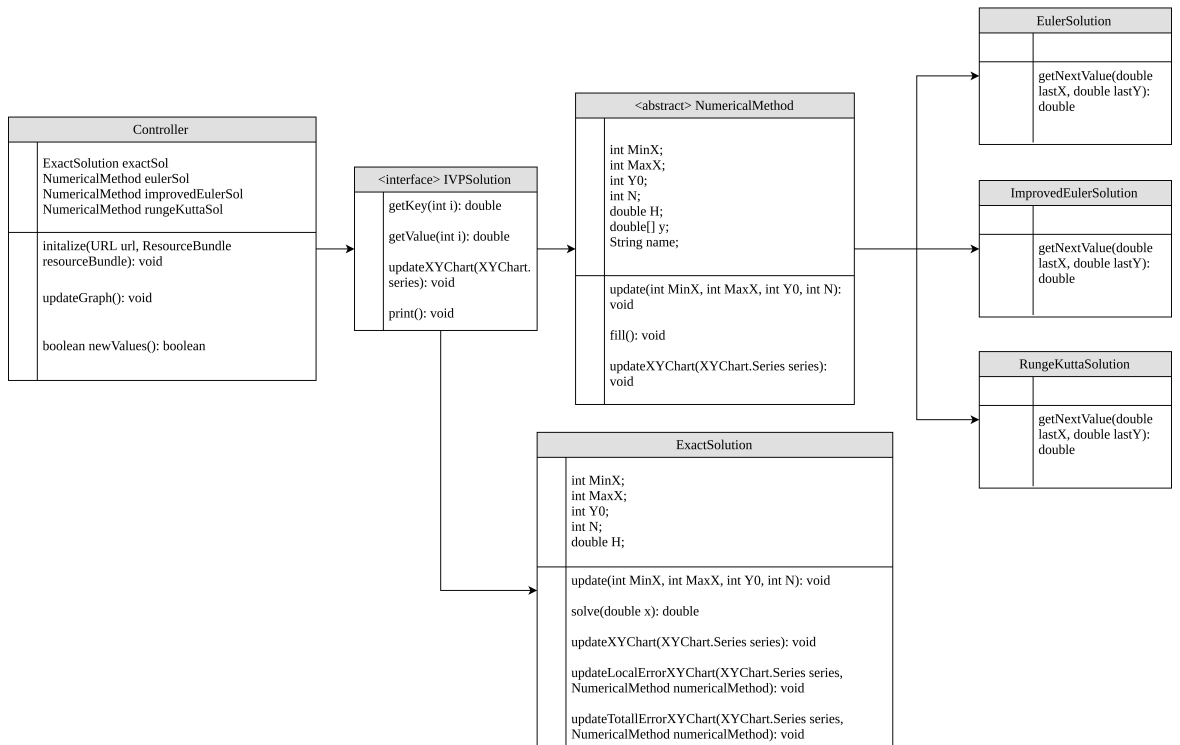 Controller
ExactSolution exactSol
NumericalMethod eulerSol
NumericalMethod improvedEulerSol
NumericalMethod rungeKuttaSol
initalize(URL url, ResourceBundle
resourceBundle): void
updateGraph(): void
boolean newValues(): boolean
<interface> IVPSolution
getKey(int i): double
getValue(int i): double
updateXYChart(XYChart.
series): void
print(): void
<abstract> NumericalMethod
int MinX;
int MaxX;
int Y0;
int N;
double H;
double[] y;
String name;
update(int MinX, int MaxX, int Y0, int N):
void
fill(): void
updateXYChart(XYChart.Series series):
void
ExactSolution
int MinX;
int MaxX;
int Y0;
int N;
double H;
update(int MinX, int MaxX, int Y0, int N): void
solve(double x): double
updateXYChart(XYChart.Series series): void
updateLocalErrorXYChart(XYChart.Series series,
NumericalMethod numericalMethod): void
updateTotallErrorXYChart(XYChart.Series series,
NumericalMethod numericalMethod): void
EulerSolution
getNextValue(double
lastX, double lastY):
double
ImprovedEulerSolution
getNextValue(double
lastX, double lastY):
double
RungeKuttaSolution
getNextValue(double
lastX, double lastY):
double